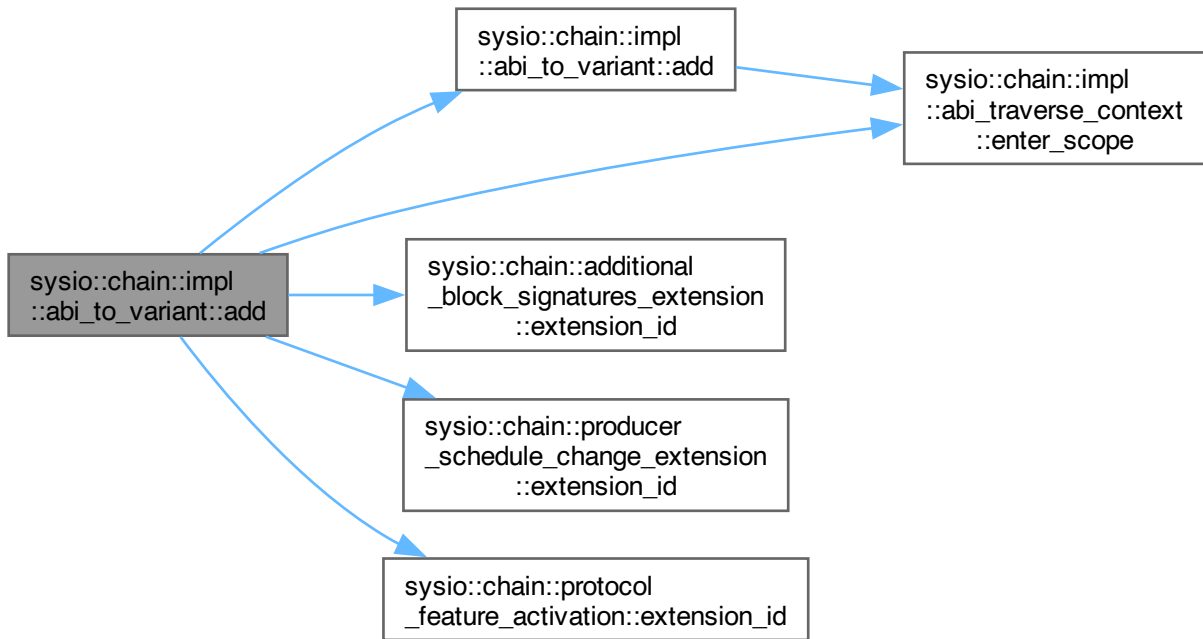 sysio::chain::impl
::abi_to_variant::add
sysio::chain::impl
::abi_traverse_context
::enter_scope
sysio::chain::impl
::abi_to_variant::add
sysio::chain::additional
_block_signatures_extension
::extension_id
sysio::chain::producer
_schedule_change_extension
::extension_id
sysio::chain::protocol
_feature_activation::extension_id